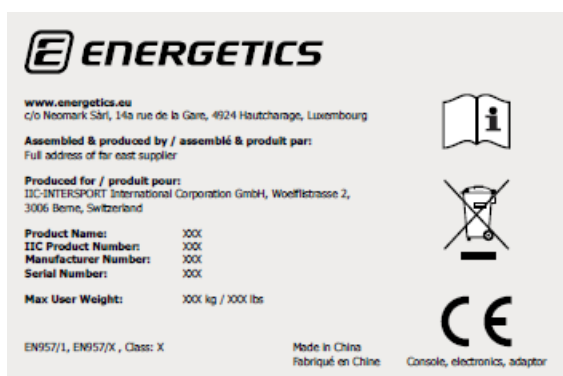 ENERGETICS
www.energetics.eu
c/o Neomark Sàrl, 14a rue de la Gare, 4924 Hautcharage, Luxembourg
Assembled & produced by / assemblé & produit par:
Full address of far east supplier
Produced for / produit pour:
IIC-INTERSPORT International Corporation GmbH, Woelflistrasse 2,
3006 Berne, Switzerland
Product Name: XXX
IIC Product Number: XXX
Manufacturer Number: XXX
Serial Number: XXX
Max User Weight: XXX kg / XXX lbs
EN957/1, EN957/X , Class: X
Made in China
Fabriqué en Chine
CE
Console, electronics, adaptor